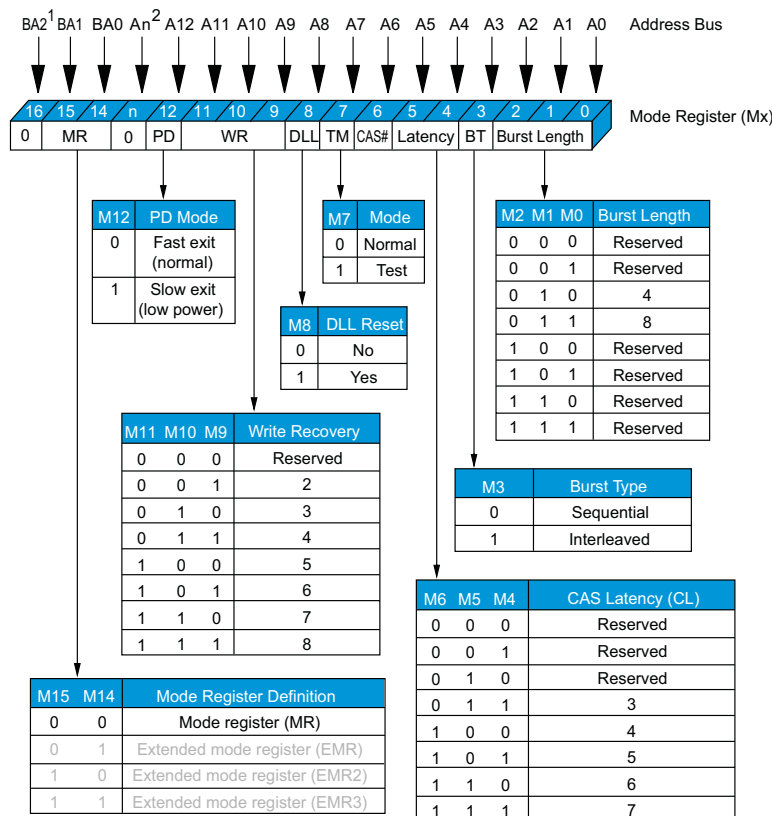 BA2¹ BA1 BA0 An² A12 A11 A10 A9 A8 A7 A6 A5 A4 A3 A2 A1 A0 Address Bus
16 15 14 n 12 11 10 9 8 7 6 5 4 3 2 1 0
Mode Register (Mx)
0 MR 0 PD WR DLL TM CAS# Latency BT Burst Length
M12 PD Mode
0 Fast exit
(normal)
1 Slow exit
(low power)
M7 Mode
0 Normal
1 Test
M2 M1 M0 Burst Length
0 0 0 Reserved
0 0 1 Reserved
0 1 0 4
0 1 1 8
1 0 0 Reserved
1 0 1 Reserved
1 1 0 Reserved
1 1 1 Reserved
M8 DLL Reset
0 No
1 Yes
M11 M10 M9 Write Recovery
0 0 0 Reserved
0 0 1 2
0 1 0 3
0 1 1 4
1 0 0 5
1 0 1 6
1 1 0 7
1 1 1 8
M3 Burst Type
0 Sequential
1 Interleaved
M6 M5 M4 CAS Latency (CL)
0 0 0 Reserved
0 0 1 Reserved
0 1 0 Reserved
0 1 1 3
1 0 0 4
1 0 1 5
1 1 0 6
1 1 1 7
M15 M14 Mode Register Definition
0 0 Mode register (MR)
0 1 Extended mode register (EMR)
1 0 Extended mode register (EMR2)
1 1 Extended mode register (EMR3)